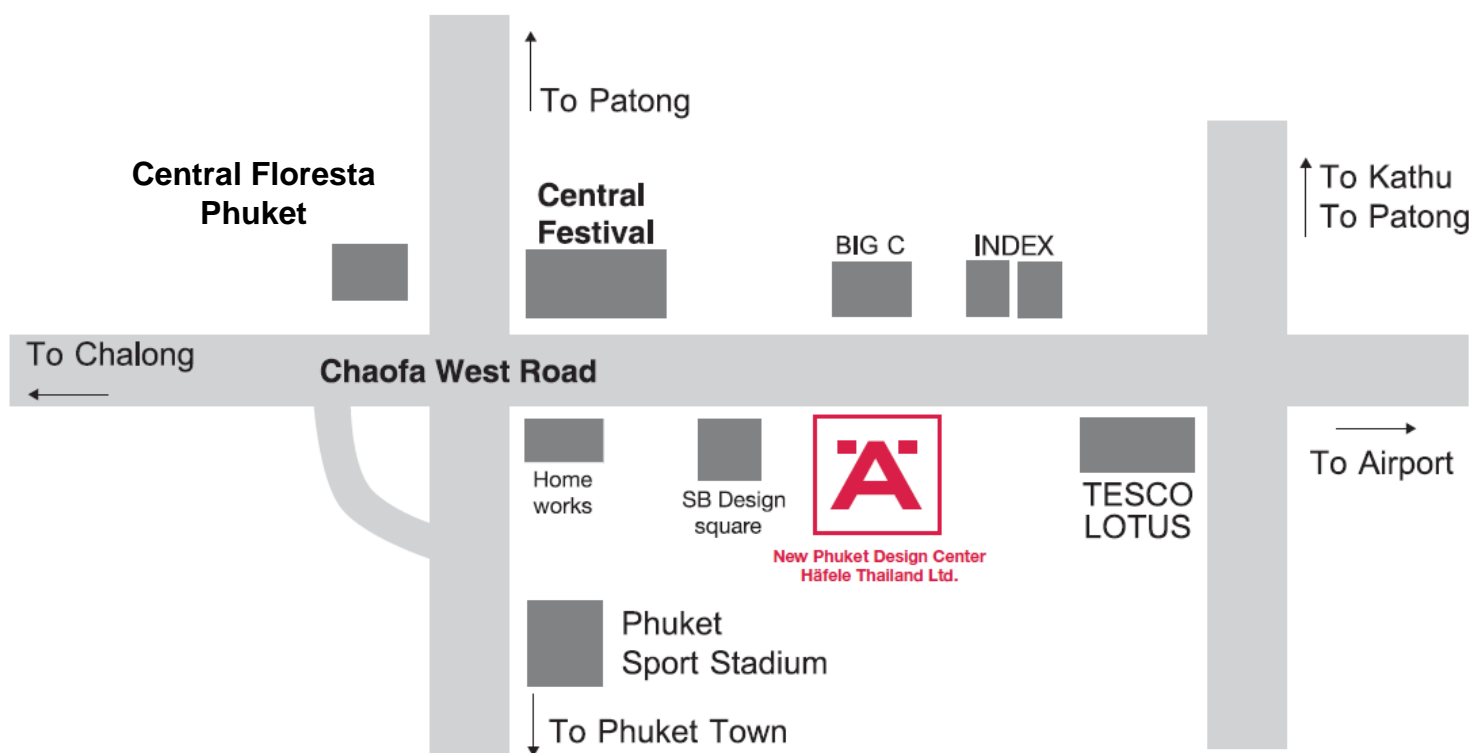 To Patong
Central Floresta
Phuket
Central
Festival
BIG C
INDEX
To Kathu
To Patong
To Chalong
Chaofa West Road
To Airport
Home
works
SB Design
square
Ä
New Phuket Design Center
Häfele Thailand Ltd.
TESCO
LOTUS
Phuket
Sport Stadium
To Phuket Town